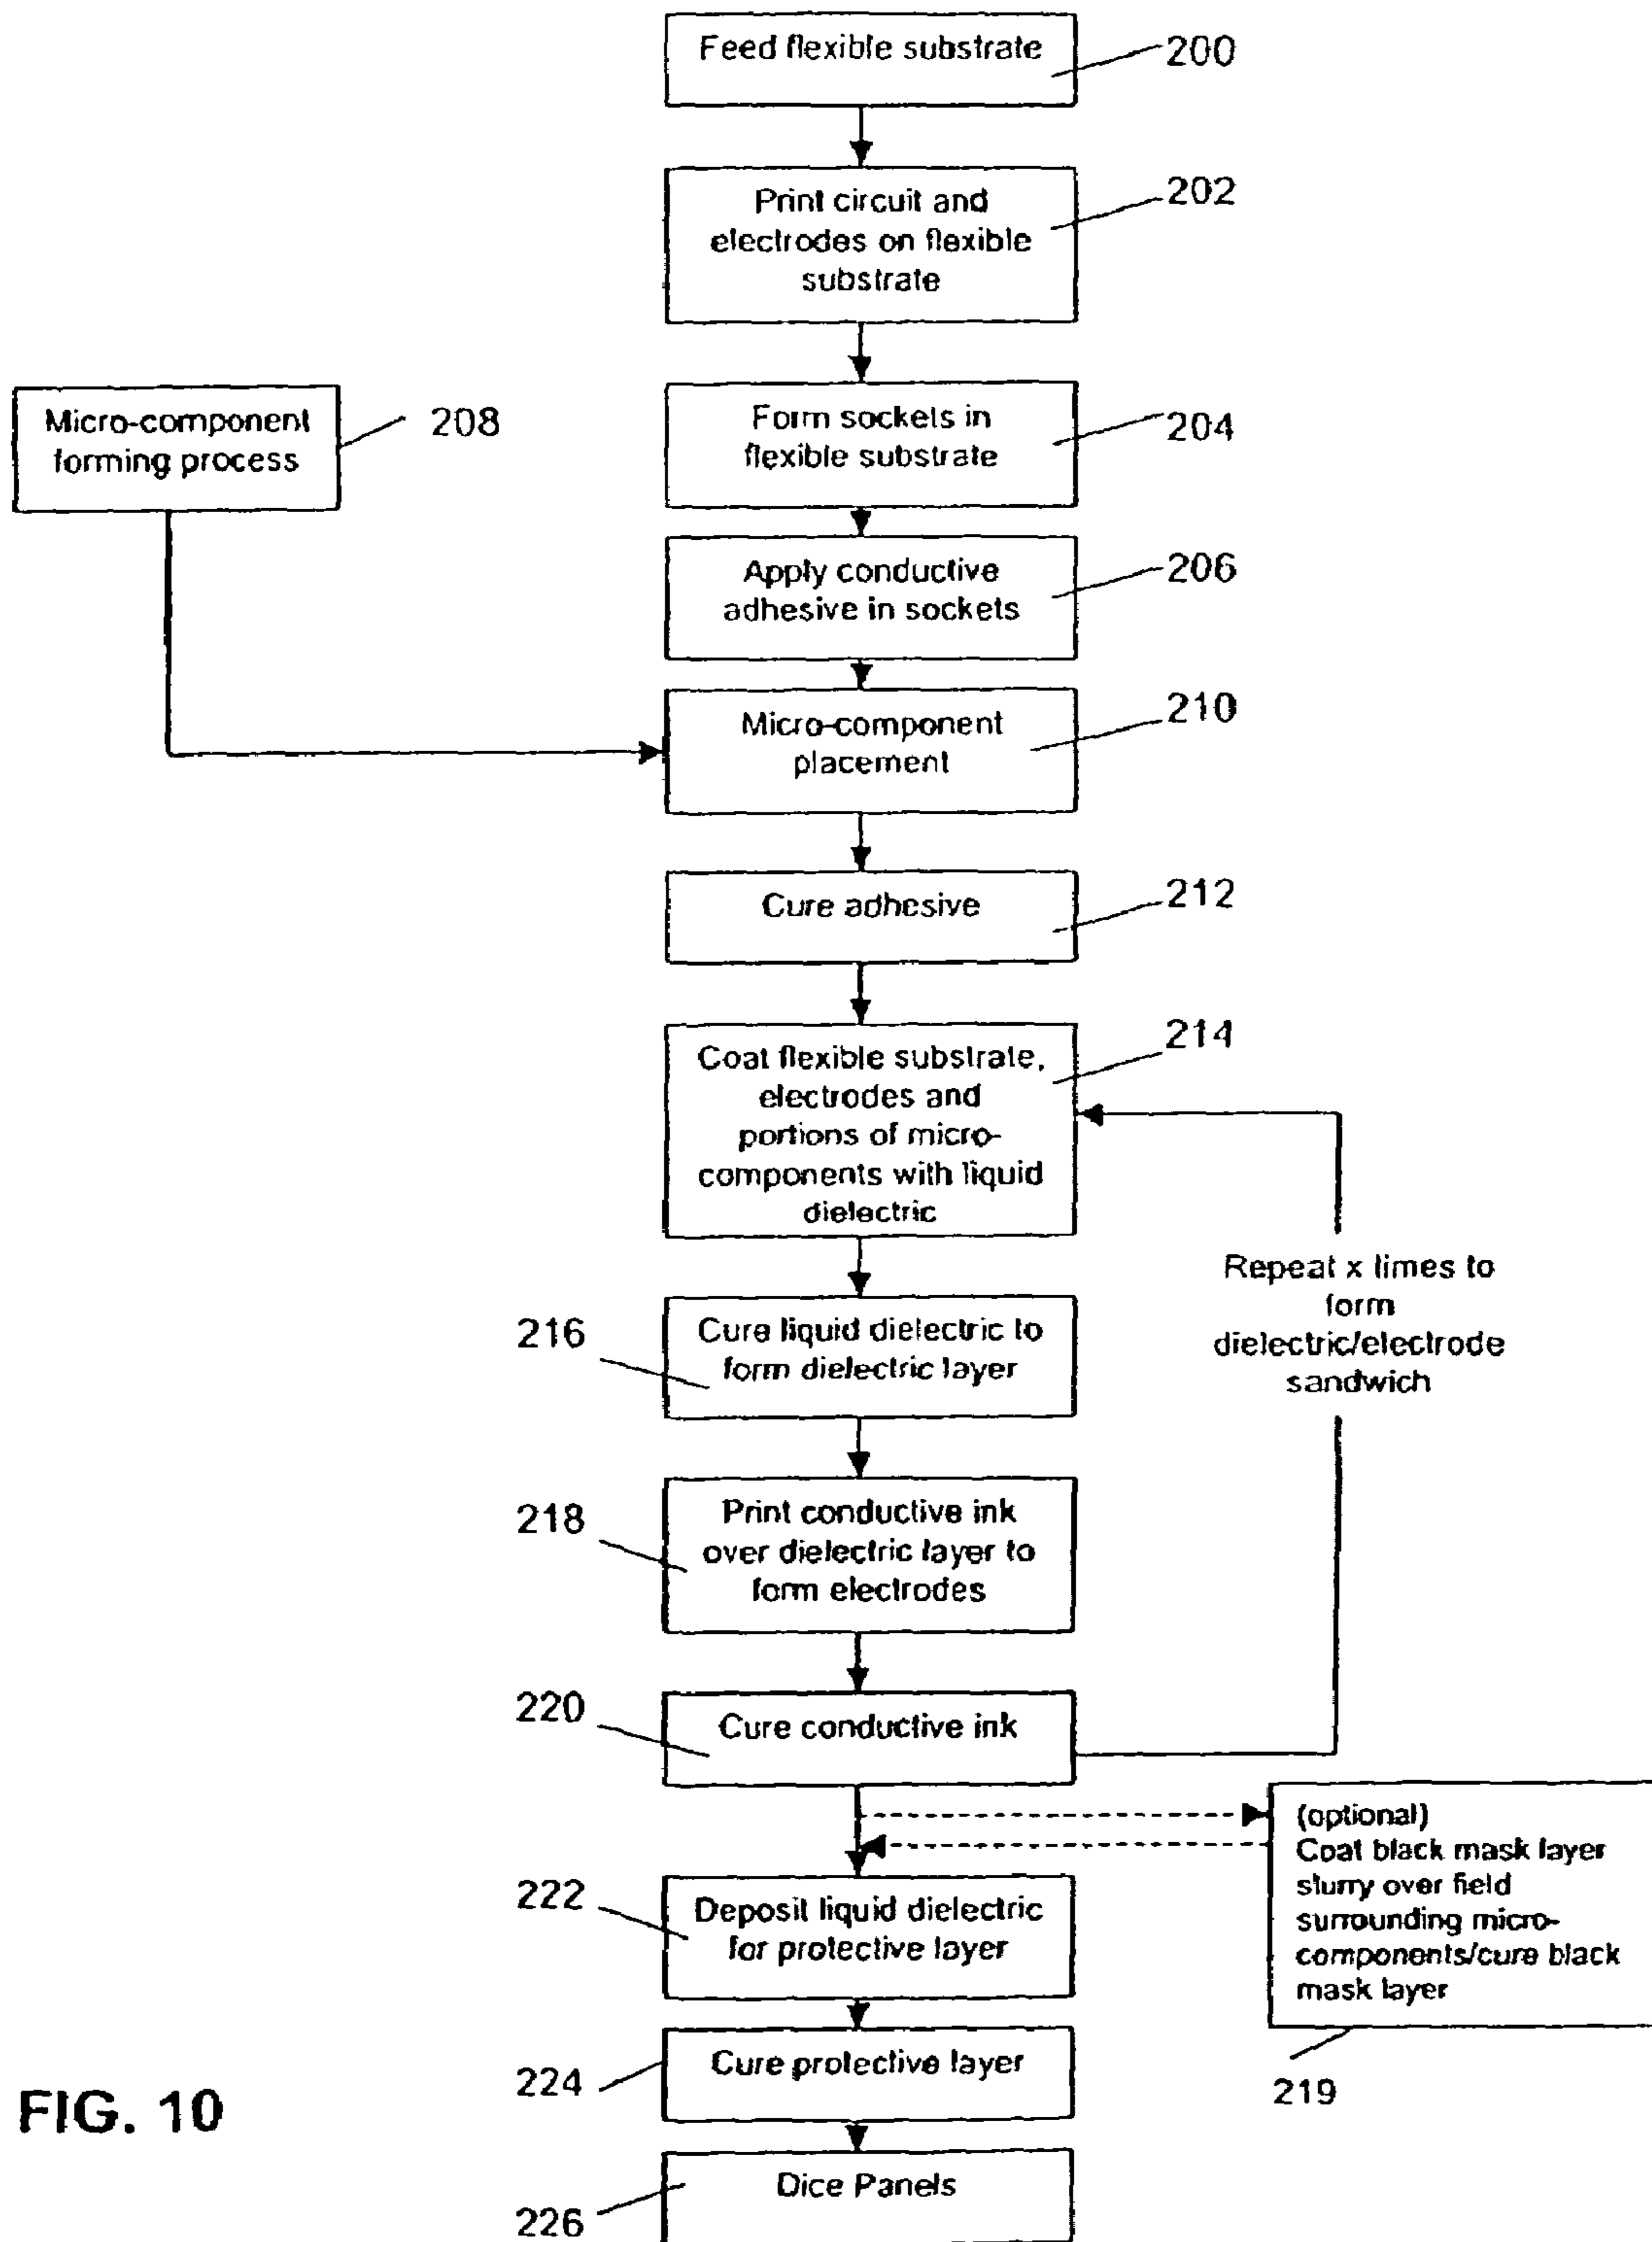 Feed flexible substrate
200
Print circuit and
electrodes on flexible
substrate
202
Form sockets in
flexible substrate
204
Micro-component
forming process
208
Apply conductive
adhesive in sockets
206
Micro-component
placement
210
Cure adhesive
212
Coat flexible substrate,
electrodes and
portions of micro-
components with liquid
dielectric
214
Repeat x times to
form
dielectric/electrode
sandwich
216
Cure liquid dielectric to
form dielectric layer
218
Print conductive ink
over dielectric layer to
form electrodes
220
Cure conductive ink
(optional)
Coat black mask layer
slurry over field
surrounding micro-
components/cure black
mask layer
219
222
Deposit liquid dielectric
for protective layer
224
Cure protective layer
226
Dice Panels
FIG. 10